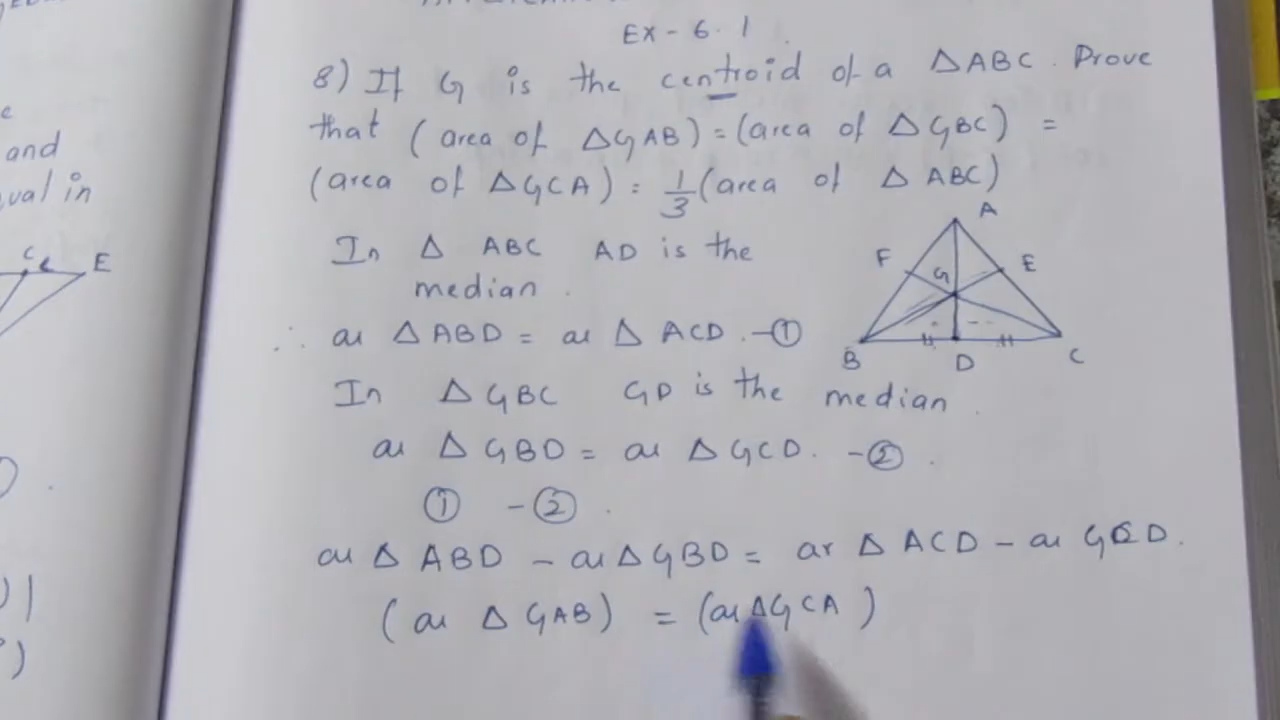 Ex - 6.1
8) If G is the centroid of a △ABC. Prove
that (area of △GAB) = (area of △GBC) =
(area of △GCA) = 1/3 (area of △ABC)
In △ ABC AD is the
median.
∴ ar △ABD = ar △ ACD. -①
In △GBC GD is the median.
ar △GBD = ar △GCD. -②.
① - ②.
ar △ABD - ar △GBD = ar △ACD - ar GCD.
(ar △GAB) = (ar △GCA)
A
F
G
E
B
D
C
e
and
ual in
C
E